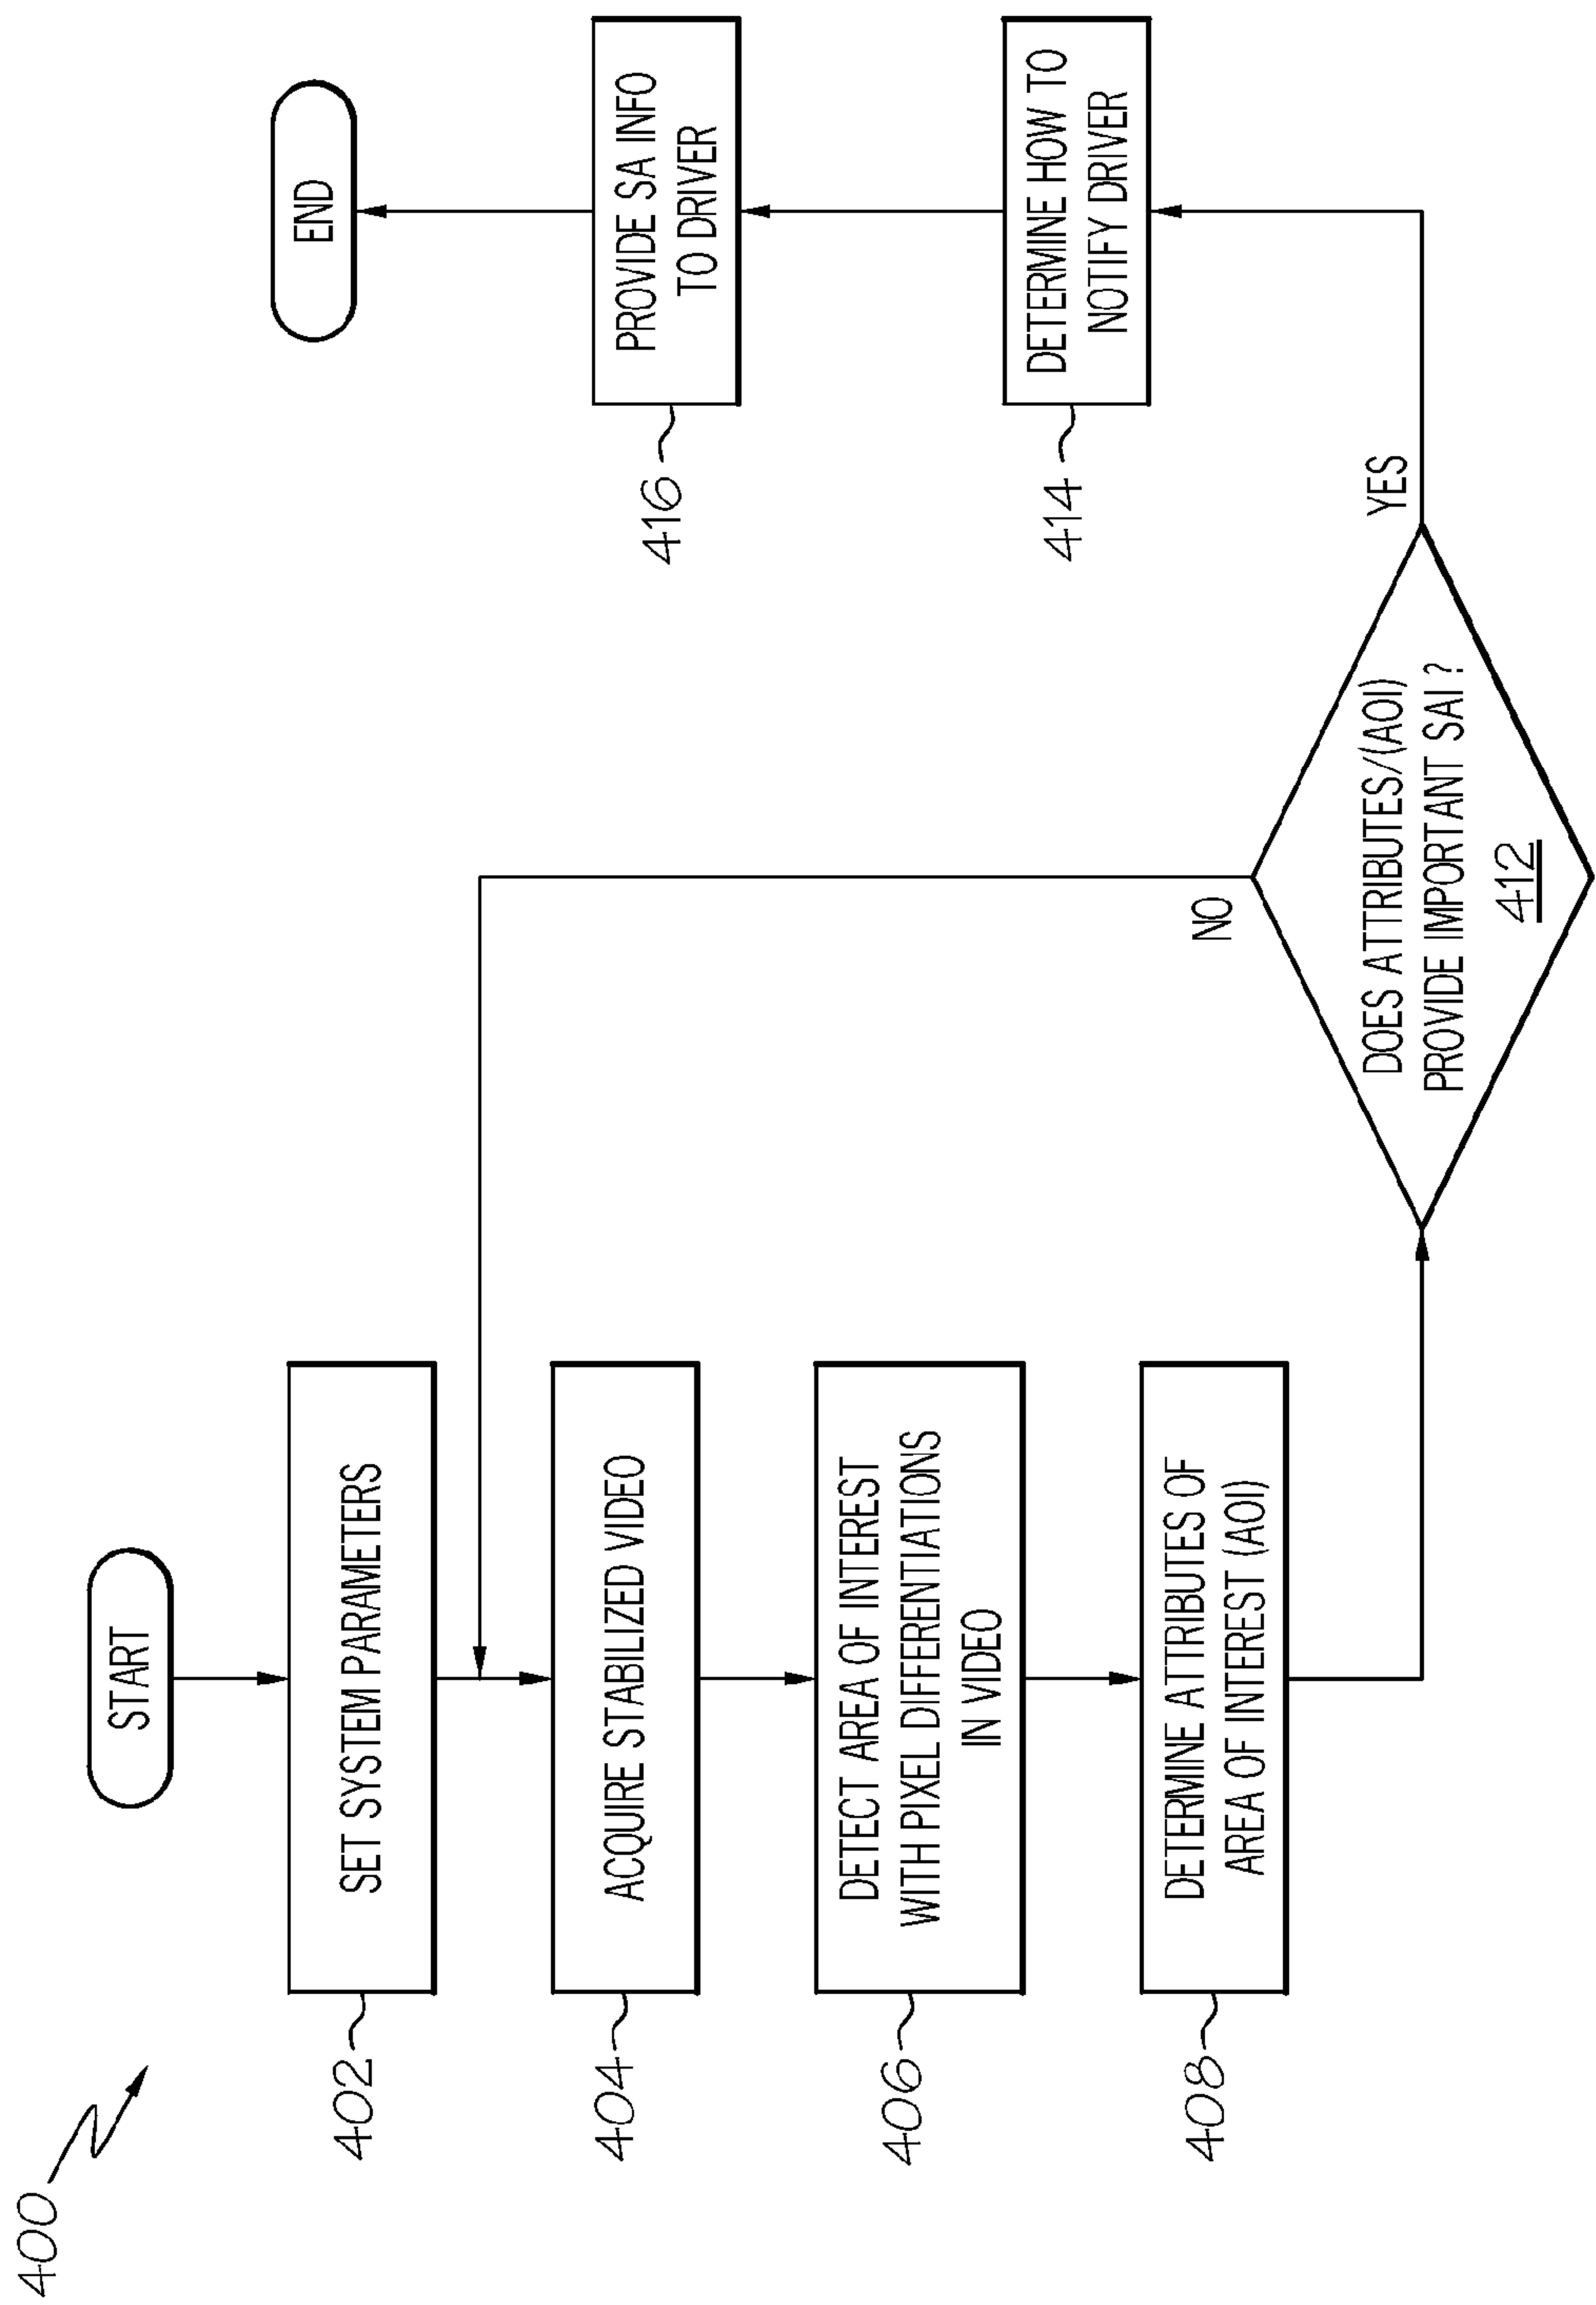 400
START
402
SET SYSTEM PARAMETERS
404
ACQUIRE STABILIZED VIDEO
406
DETECT AREA OF INTEREST
WITH PIXEL DIFFERENTIATIONS
IN VIDEO
408
DETERMINE ATTRIBUTES OF
AREA OF INTEREST (AOI)
DOES ATTRIBUTES/(AOI)
PROVIDE IMPORTANT SAI?
412
NO
YES
414
DETERMINE HOW TO
NOTIFY DRIVER
416
PROVIDE SA INFO
TO DRIVER
END